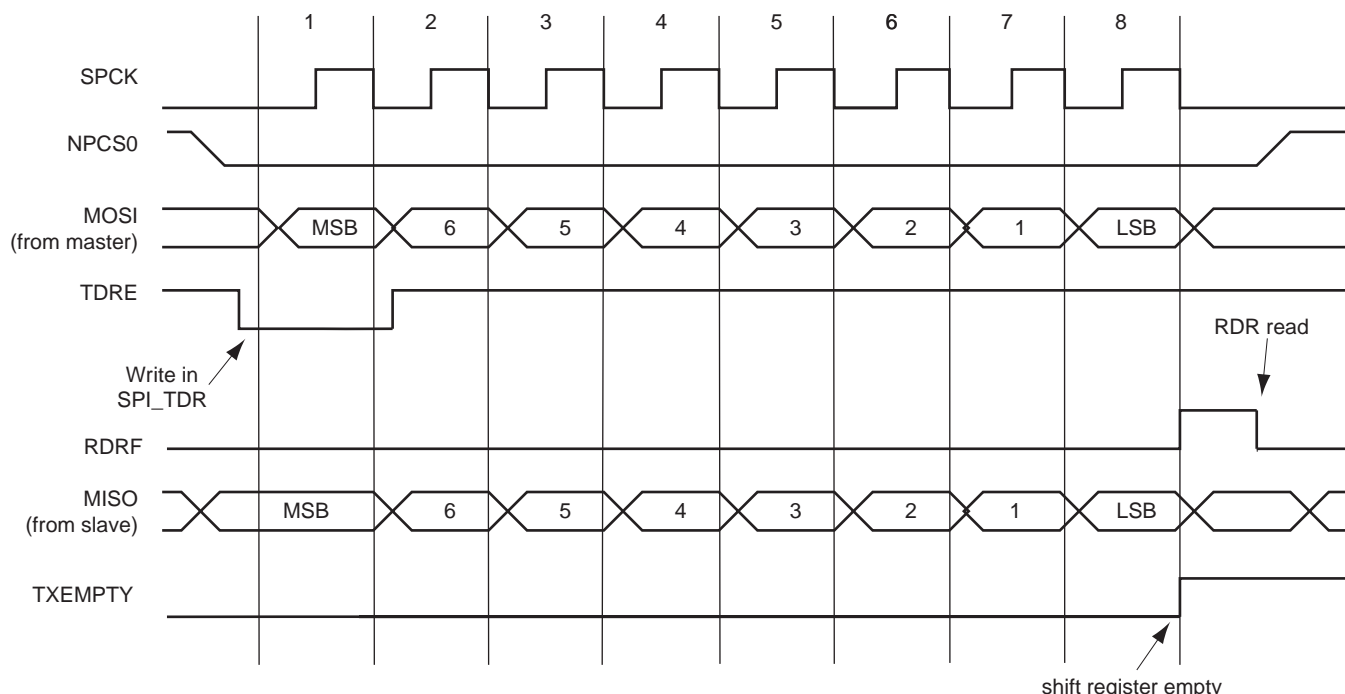 1 2 3 4 5 6 7 8
SPCK
NPCS0
MOSI
(from master)
MSB 6 5 4 3 2 1 LSB
TDRE
RDR read
Write in
SPI_TDR
RDRF
MISO
(from slave)
MSB 6 5 4 3 2 1 LSB
TXEMPTY
shift register empty